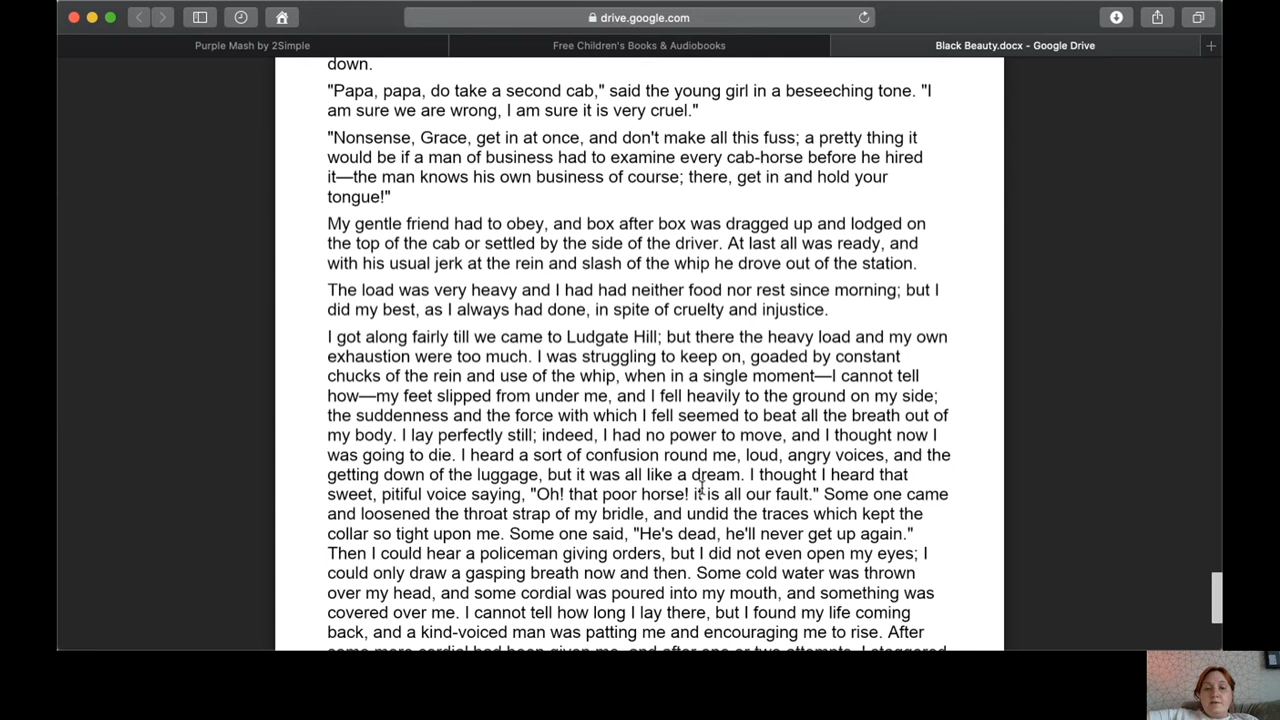 drive.google.com
Purple Mash by 2Simple
Free Children's Books & Audiobooks
Black Beauty.docx - Google Drive
down.
"Papa, papa, do take a second cab," said the young girl in a beseeching tone. "I
am sure we are wrong, I am sure it is very cruel."
"Nonsense, Grace, get in at once, and don't make all this fuss; a pretty thing it
would be if a man of business had to examine every cab-horse before he hired
it—the man knows his own business of course; there, get in and hold your
tongue!"
My gentle friend had to obey, and box after box was dragged up and lodged on
the top of the cab or settled by the side of the driver. At last all was ready, and
with his usual jerk at the rein and slash of the whip he drove out of the station.
The load was very heavy and I had had neither food nor rest since morning; but I
did my best, as I always had done, in spite of cruelty and injustice.
I got along fairly till we came to Ludgate Hill; but there the heavy load and my own
exhaustion were too much. I was struggling to keep on, goaded by constant
chucks of the rein and use of the whip, when in a single moment—I cannot tell
how—my feet slipped from under me, and I fell heavily to the ground on my side;
the suddenness and the force with which I fell seemed to beat all the breath out of
my body. I lay perfectly still; indeed, I had no power to move, and I thought now I
was going to die. I heard a sort of confusion round me, loud, angry voices, and the
getting down of the luggage, but it was all like a dream. I thought I heard that
sweet, pitiful voice saying, "Oh! that poor horse! it is all our fault." Some one came
and loosened the throat strap of my bridle, and undid the traces which kept the
collar so tight upon me. Some one said, "He's dead, he'll never get up again."
Then I could hear a policeman giving orders, but I did not even open my eyes; I
could only draw a gasping breath now and then. Some cold water was thrown
over my head, and some cordial was poured into my mouth, and something was
covered over me. I cannot tell how long I lay there, but I found my life coming
back, and a kind-voiced man was patting me and encouraging me to rise. After
some more cordial had been given me, and after one or two attempts, I staggered